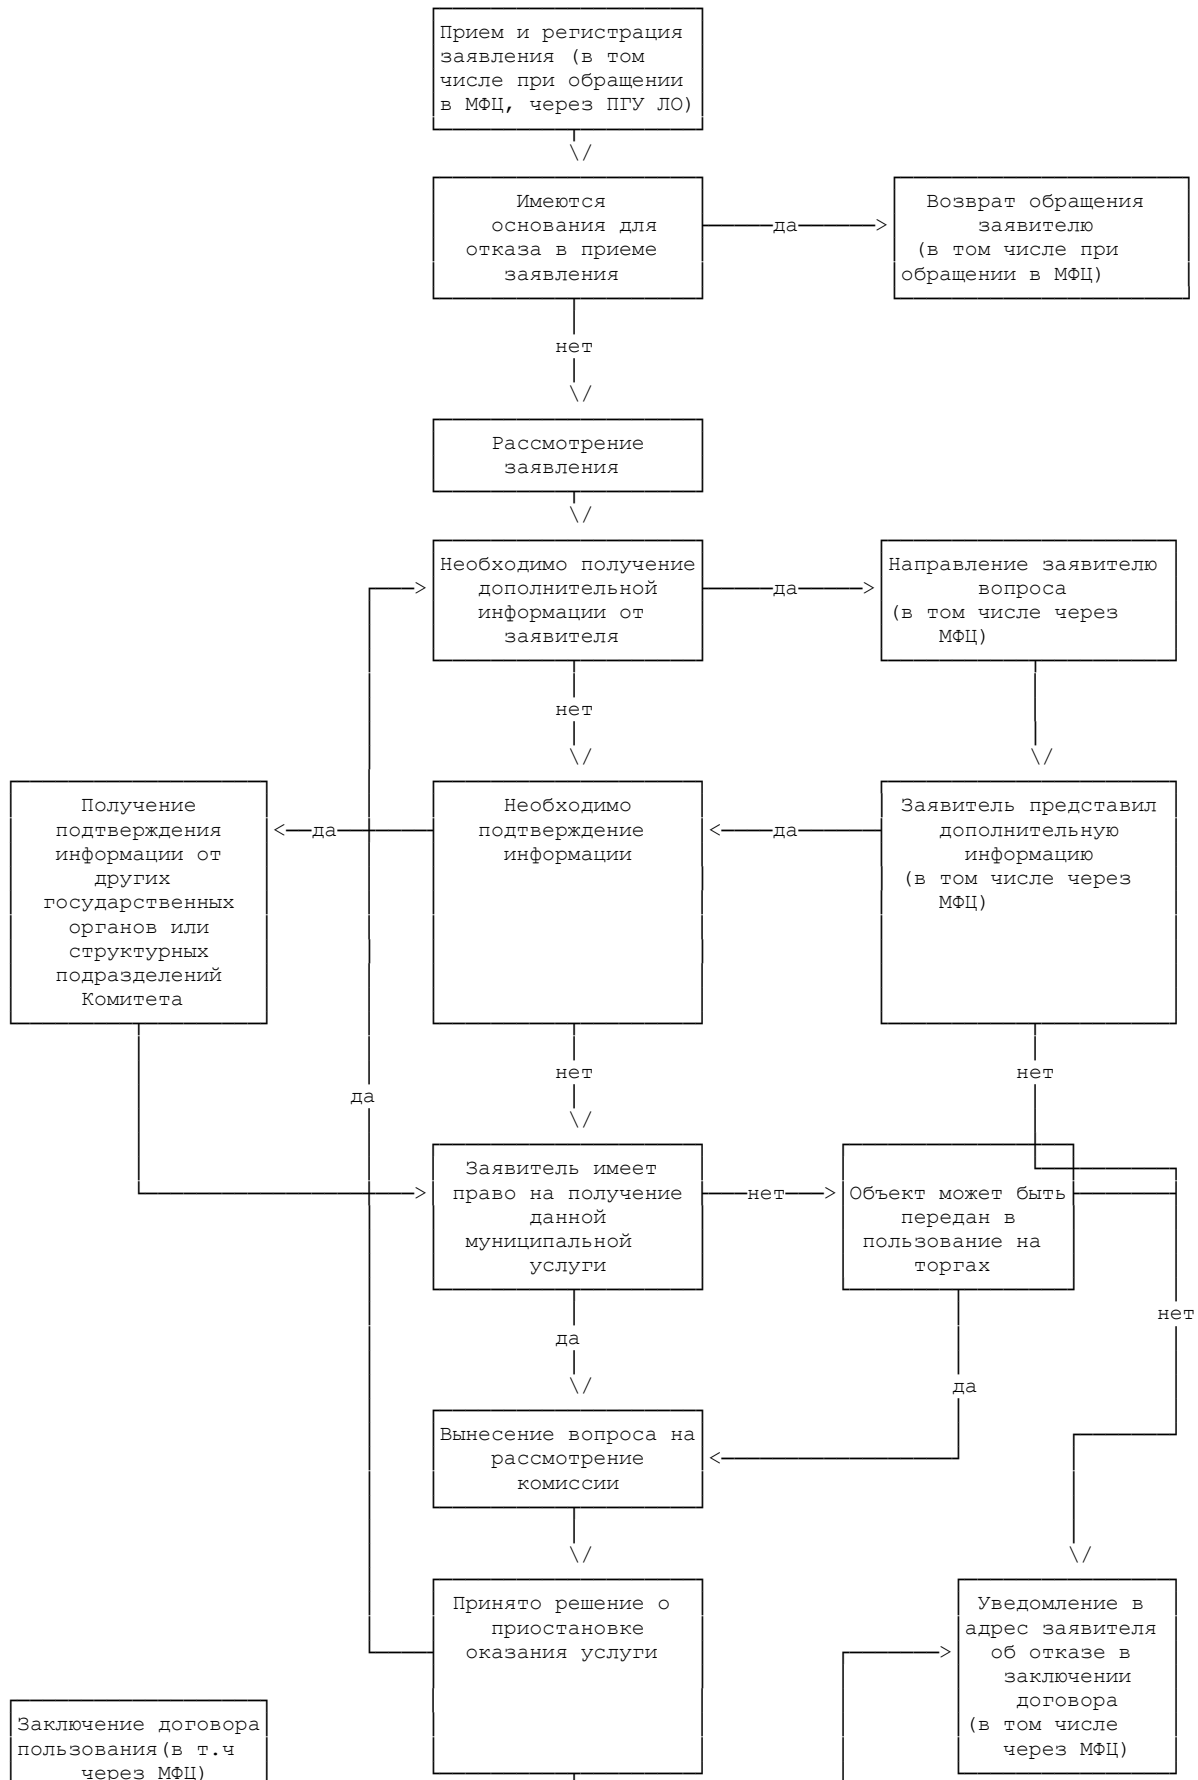 Прием и регистрация
заявления (в том
числе при обращении
в МФЦ, через ПГУ ЛО)
Имеются
основания для
отказа в приеме
заявления
да
Возврат обращения
заявителю
(в том числе при
обращении в МФЦ)
нет
Рассмотрение
заявления
Необходимо получение
дополнительной
информации от
заявителя
да
Направление заявителю
вопроса
(в том числе через
МФЦ)
нет
Получение
подтверждения
информации от
других
государственных
органов или
структурных
подразделений
Комитета
да
Необходимо
подтверждение
информации
да
Заявитель представил
дополнительную
информацию
(в том числе через
МФЦ)
нет
нет
да
Заявитель имеет
право на получение
данной
муниципальной
услуги
нет
Объект может быть
передан в
пользование на
торгах
нет
да
да
Вынесение вопроса на
рассмотрение
комиссии
Принято решение о
приостановке
оказания услуги
Уведомление в
адрес заявителя
об отказе в
заключении
договора
(в том числе
через МФЦ)
Заключение договора
пользования(в т.ч
через МФЦ)